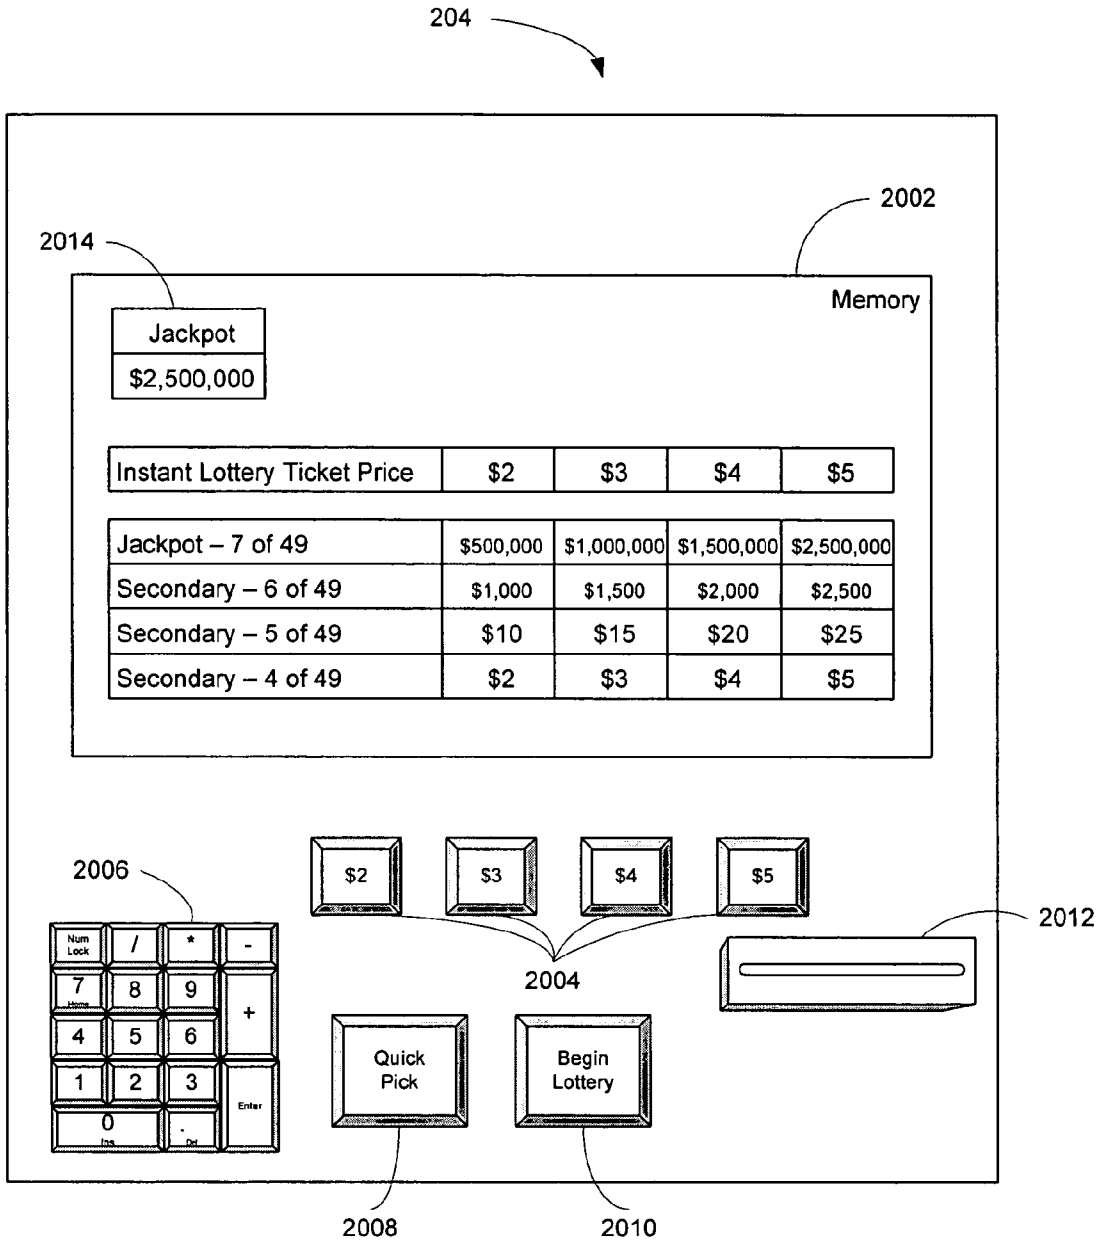 204
2002
2014
Memory
Jackpot
$2,500,000
Instant Lottery Ticket Price $2 $3 $4 $5
Jackpot – 7 of 49 $500,000 $1,000,000 $1,500,000 $2,500,000
Secondary – 6 of 49 $1,000 $1,500 $2,000 $2,500
Secondary – 5 of 49 $10 $15 $20 $25
Secondary – 4 of 49 $2 $3 $4 $5
$2 $3 $4 $5
2006
2012
2004
Num
Lock
/ * -
7 8 9
Home
+
4 5 6
1 2 3
Enter
0 .
Ins Del
Quick
Pick
Begin
Lottery
2008 2010